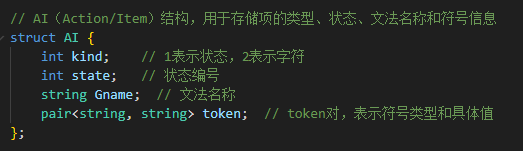 // AI（Action/Item）结构，用于存储项的类型、状态、文法名称和符号信息
struct AI {
    int kind;    // 1表示状态，2表示字符
    int state;   // 状态编号
    string Gname;  // 文法名称
    pair<string, string> token;  // token对，表示符号类型和具体值
};